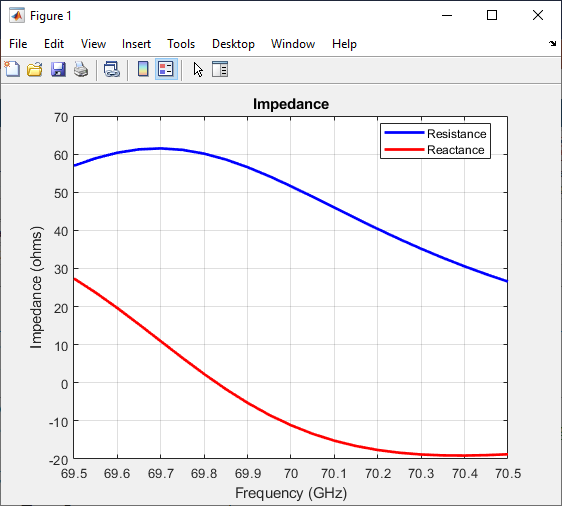 Figure 1
File Edit View Insert Tools Desktop Window Help
Impedance
Resistance
Reactance
70
60
50
40
30
20
10
0
-10
-20
Impedance (ohms)
69.5 69.6 69.7 69.8 69.9 70 70.1 70.2 70.3 70.4 70.5
Frequency (GHz)